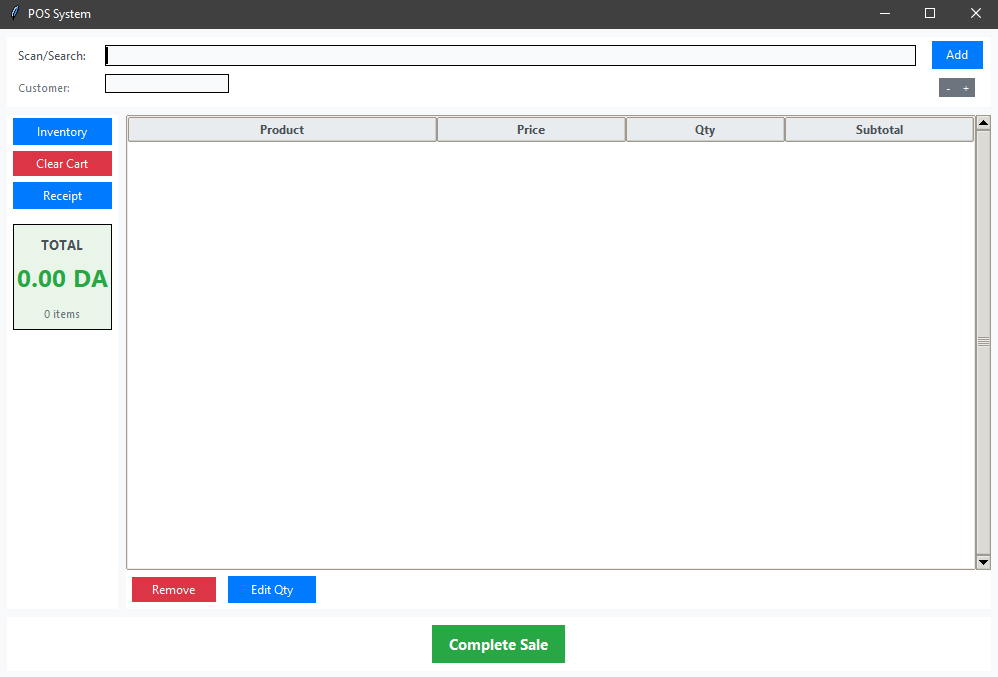 POS System
Scan/Search:
Add
Customer:
- +
Inventory
Clear Cart
Receipt
TOTAL
0.00 DA
0 items
Product Price Qty Subtotal
Remove Edit Qty
Complete Sale